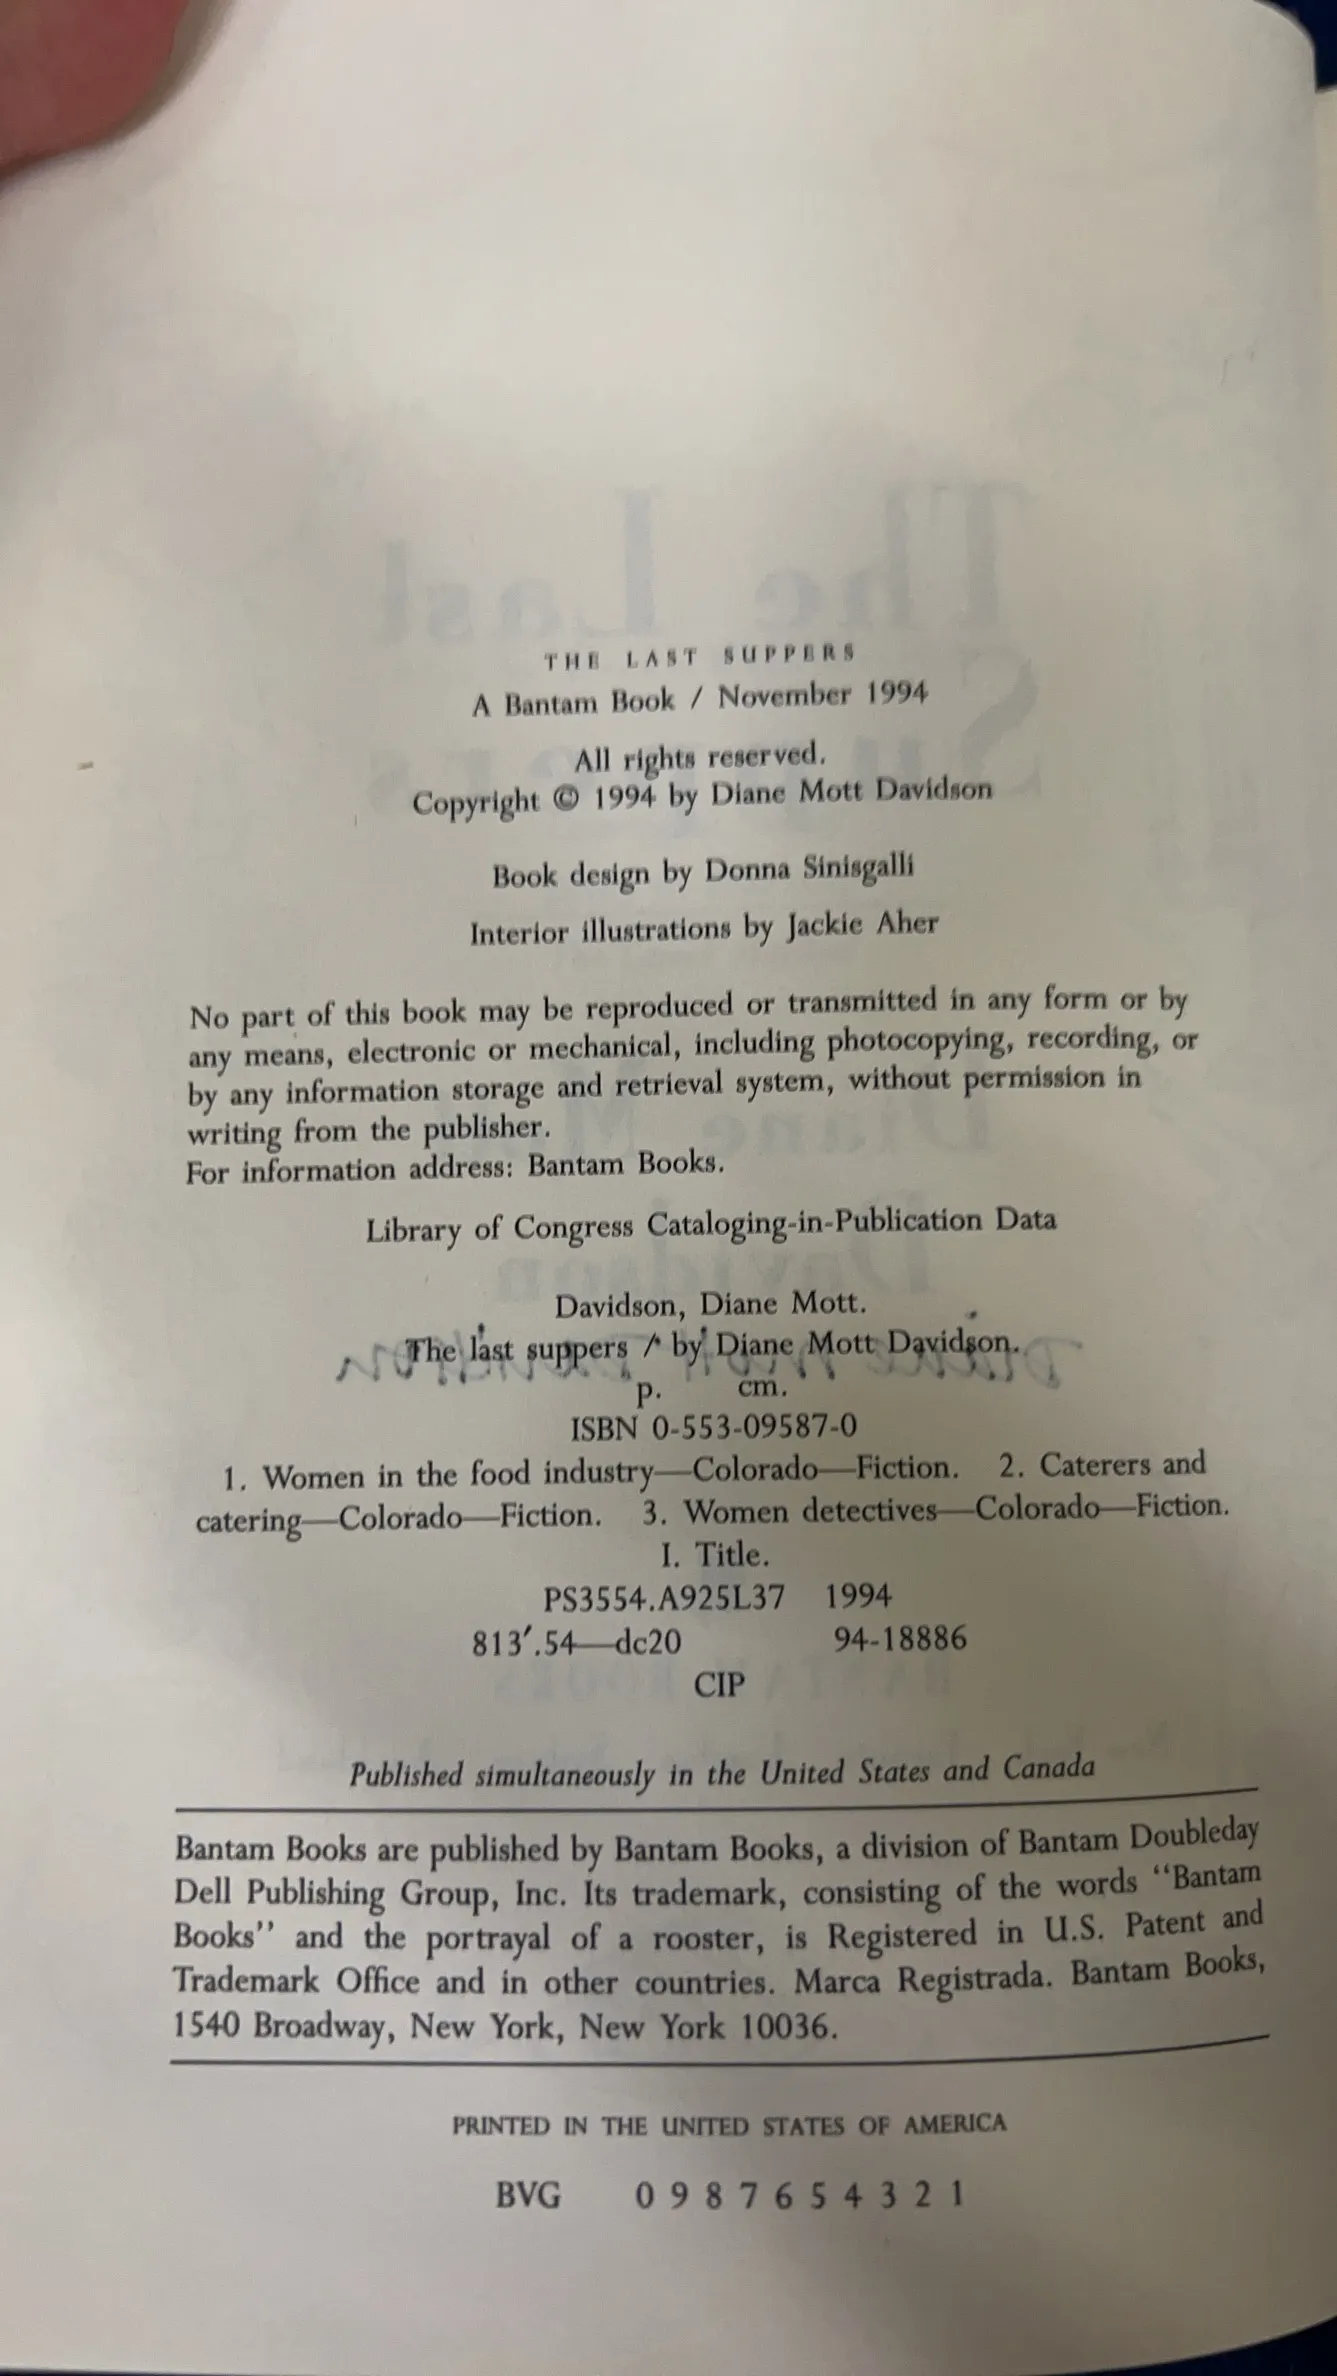 THE LAST SUPPERS
A Bantam Book / November 1994
All rights reserved.
Copyright © 1994 by Diane Mott Davidson
Book design by Donna Sinisgalli
Interior illustrations by Jackie Aher
No part of this book may be reproduced or transmitted in any form or by
any means, electronic or mechanical, including photocopying, recording, or
by any information storage and retrieval system, without permission in
writing from the publisher.
For information address: Bantam Books.
Library of Congress Cataloging-in-Publication Data
Davidson, Diane Mott.
The last suppers / by Diane Mott Davidson.
p. cm.
ISBN 0-553-09587-0
1. Women in the food industry—Colorado—Fiction. 2. Caterers and
catering—Colorado—Fiction. 3. Women detectives—Colorado—Fiction.
I. Title.
PS3554.A925L37 1994
813′.54—dc20 94-18886
CIP
Published simultaneously in the United States and Canada
Bantam Books are published by Bantam Books, a division of Bantam Doubleday
Dell Publishing Group, Inc. Its trademark, consisting of the words "Bantam
Books" and the portrayal of a rooster, is Registered in U.S. Patent and
Trademark Office and in other countries. Marca Registrada. Bantam Books,
1540 Broadway, New York, New York 10036.
PRINTED IN THE UNITED STATES OF AMERICA
BVG 0 9 8 7 6 5 4 3 2 1